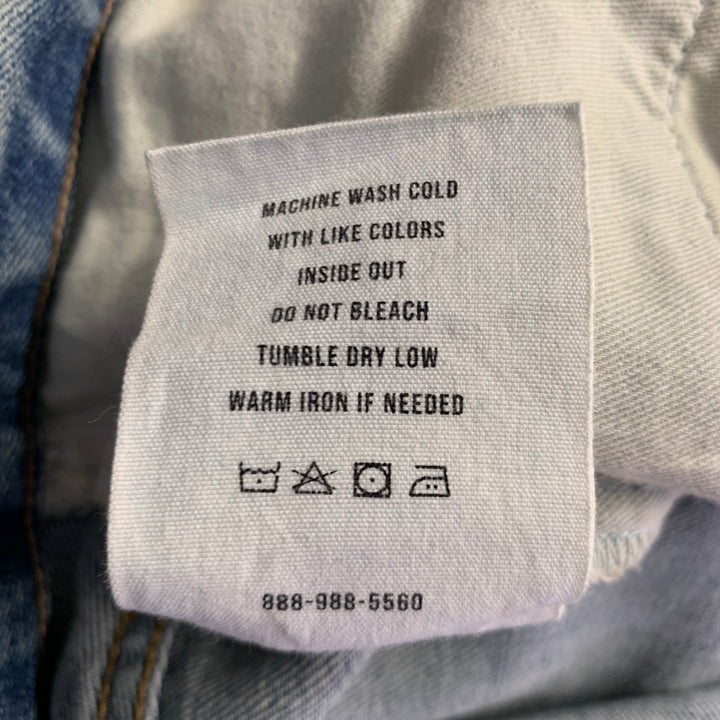 MACHINE WASH COLD
WITH LIKE COLORS
INSIDE OUT
DO NOT BLEACH
TUMBLE DRY LOW
WARM IRON IF NEEDED
888-988-5560